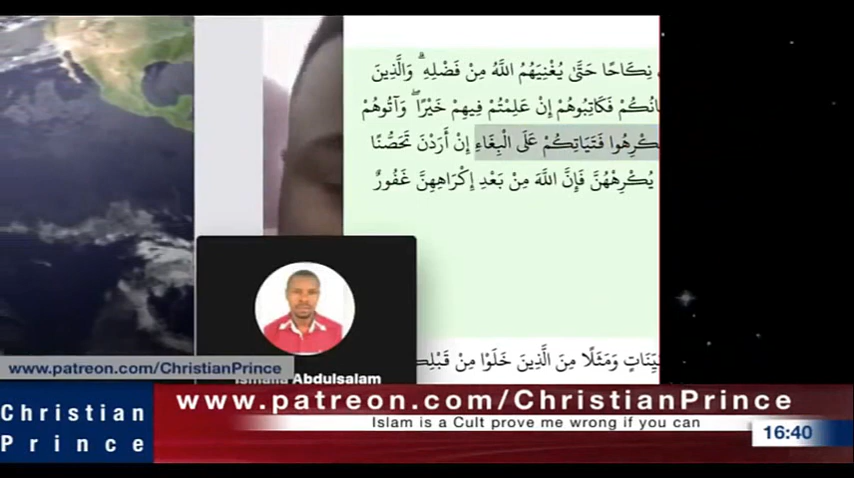 نِكَاحًا حَتَّىٰ يُغْنِيَهُمُ اللَّهُ مِنْ فَضْلِهِ ۗ وَالَّذِينَ
فَكَاتِبُوهُمْ إِنْ عَلِمْتُمْ فِيهِمْ خَيْرًا ۖ وَآتُوهُمْ
فَتَيَاتِكُمْ عَلَى الْبِغَاءِ إِنْ أَرَدْنَ تَحَصُّنًا
يُكْرِهْهُنَّ فَإِنَّ اللَّهَ مِنْ بَعْدِ إِكْرَاهِهِنَّ غَفُورٌ
وَمَثَلًا مِنَ الَّذِينَ خَلَوْا مِنْ
www.patreon.com/ChristianPrince
Abdulsalam
Christian
Prince
www.patreon.com/ChristianPrince
Islam is a Cult prove me wrong if you can
16:40